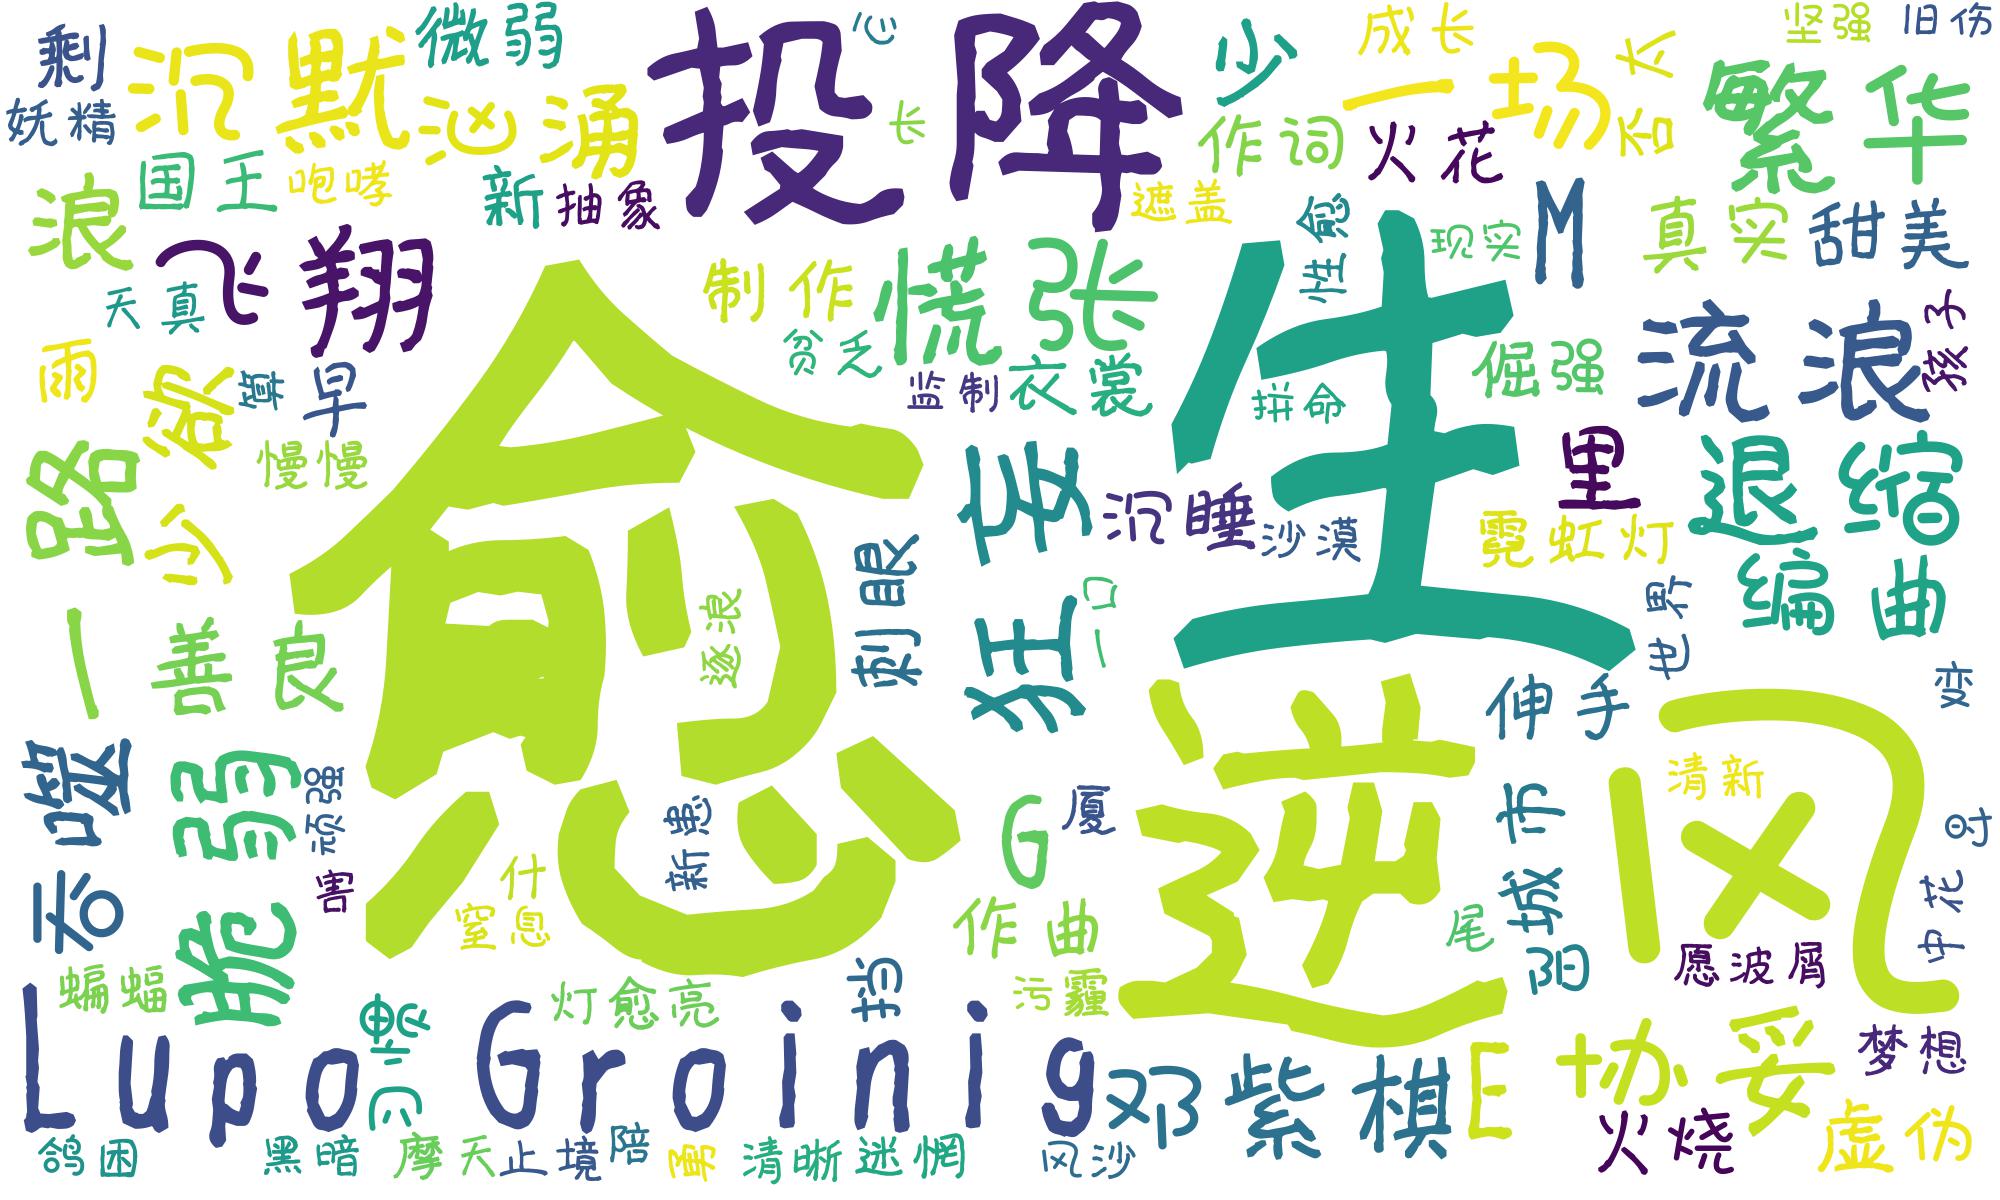 剩
沉默
微弱
投降
心
少
成长
一场
太
坚强
旧伤
妖精
汹涌
长
作词
火花
否
繁华
浪
国王
咆哮
新
抽象
遮盖
愈
性
现实
M
真实
甜美
天真
飞翔
制作
慌张
贫乏
愈
生
倔强
流浪
孩子
雨
欲
算
早
监制
衣裳
拼命
慢慢
里
退缩
一路
少
狂妄
沉睡
沙漠
霓虹灯
编曲
善良
逐浪
刺眼
一口
世界
逆风
伸手
吞噬
脆弱
顽强
新患
G
厦
城市
清新
时
中花
害
什
窒息
作曲
尾
蝙蝠
灯愈亮
挡
污霾
愿波屑
Lupo Groinig
习惯
邓紫棋
E
协妥
梦想
鸽困
黑暗
摩天
止境
陪
勇
清晰
迷惘
风沙
火烧
虚伪